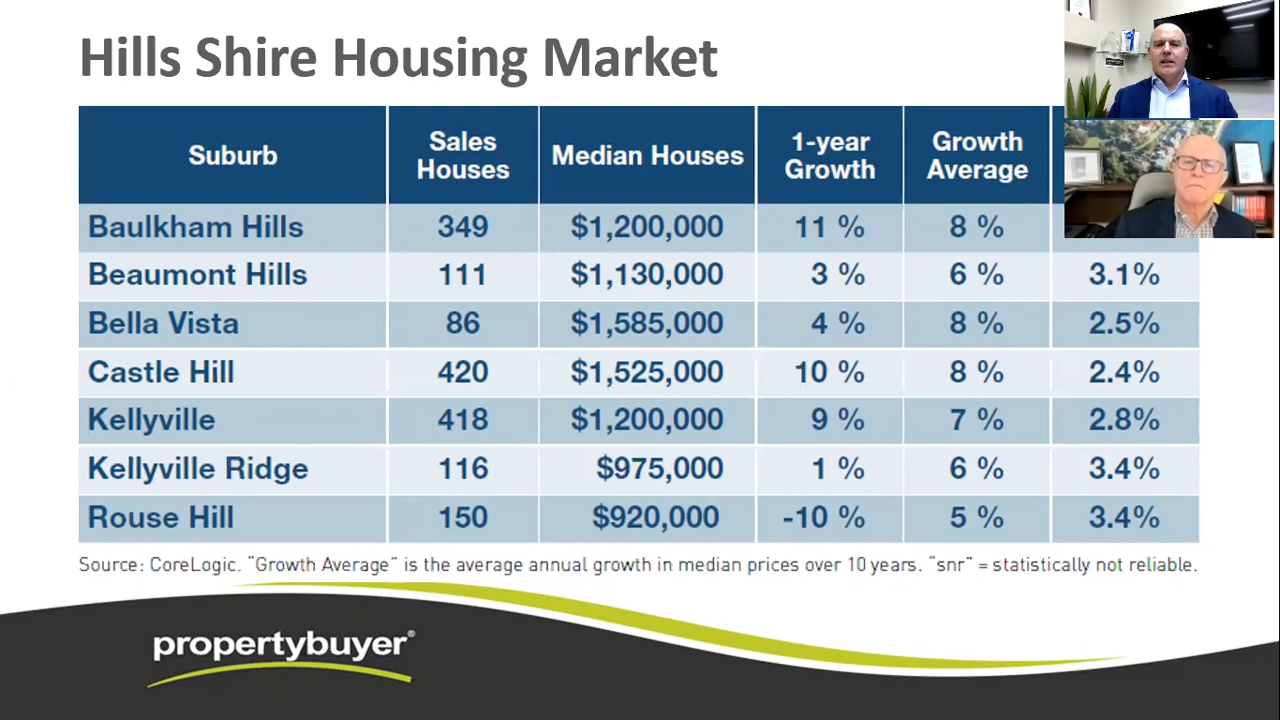 Hills Shire Housing Market
Suburb Sales Houses Median Houses 1-year Growth Growth Average
Baulkham Hills 349 $1,200,000 11 % 8 %
Beaumont Hills 111 $1,130,000 3 % 6 % 3.1%
Bella Vista 86 $1,585,000 4 % 8 % 2.5%
Castle Hill 420 $1,525,000 10 % 8 % 2.4%
Kellyville 418 $1,200,000 9 % 7 % 2.8%
Kellyville Ridge 116 $975,000 1 % 6 % 3.4%
Rouse Hill 150 $920,000 -10 % 5 % 3.4%
Source: CoreLogic. “Growth Average” is the average annual growth in median prices over 10 years. “snr” = statistically not reliable.
propertybuyer®